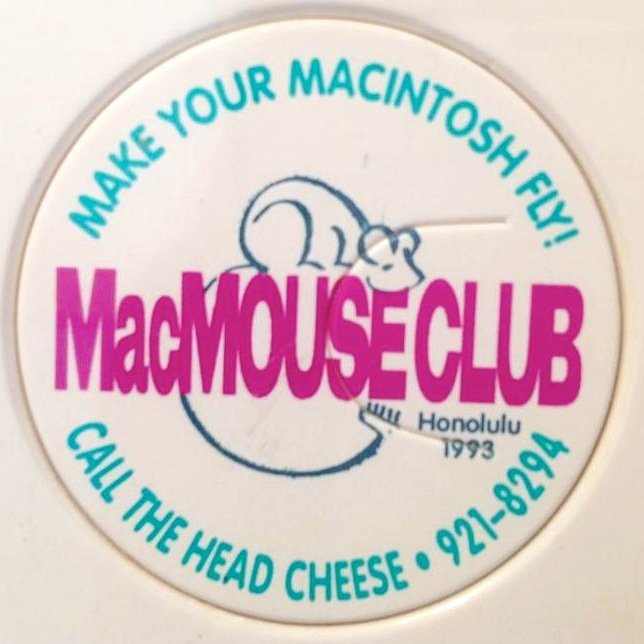 MAKE YOUR MACINTOSH FLY!
MacMOUSE CLUB
Honolulu
1993
CALL THE HEAD CHEESE • 921-8294